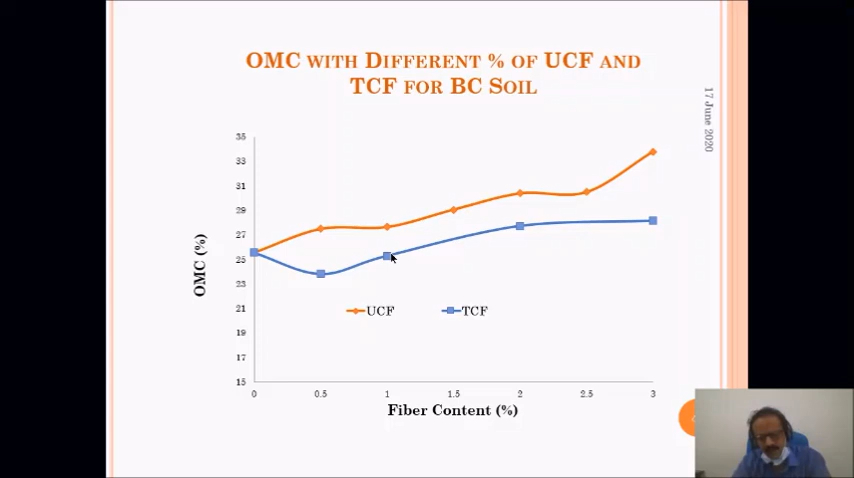 OMC WITH DIFFERENT % OF UCF AND
TCF FOR BC SOIL
17 June 2020
35
33
31
29
27
25
23
21
19
17
15
OMC (%)
UCF
TCF
0
0.5
1
1.5
2
2.5
3
Fiber Content (%)